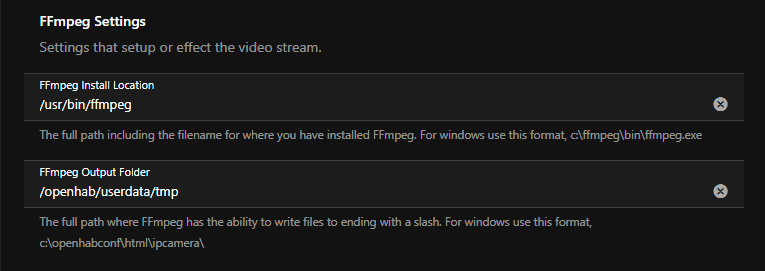 FFmpeg Settings
Settings that setup or effect the video stream.
FFmpeg Install Location
/usr/bin/ffmpeg
The full path including the filename for where you have installed FFmpeg. For windows use this format, c:\ffmpeg\bin\ffmpeg.exe
FFmpeg Output Folder
/openhab/userdata/tmp
The full path where FFmpeg has the ability to write files to ending with a slash. For windows use this format,
c:\openhabconf\html\ipcamera\